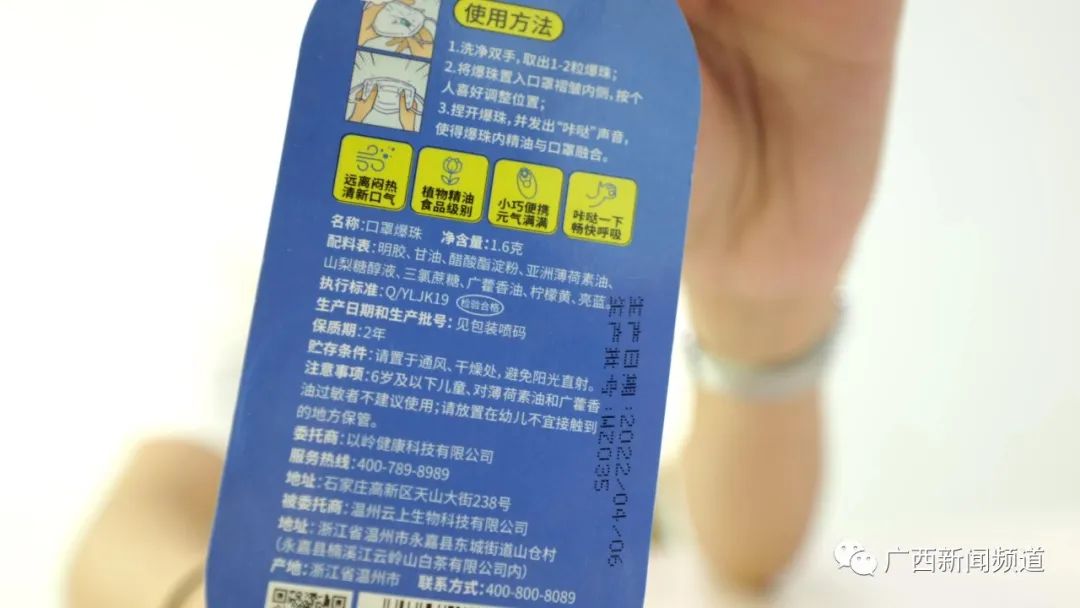 使用方法
1.洗净双手，取出1-2粒爆珠；
2.将爆珠置入口罩褶皱内侧，按个
人喜好调整位置；
3.捏开爆珠，并发出“咔哒”声音，
使得爆珠内精油与口罩融合。
远离闷热
清新口气
植物精油
食品级别
小巧便携
元气满满
咔哒一下
畅快呼吸
名称：口罩爆珠 净含量：1.6克
配料表：明胶、甘油、醋酸酯淀粉、亚洲薄荷素油、
山梨糖醇液、三氯蔗糖、广藿香油、柠檬黄、亮蓝。
执行标准：Q/YLJK19 检验合格
生产日期和生产批号：见包装喷码
保质期：2年
贮存条件：请置于通风、干燥处，避免阳光直射。
注意事项：6岁及以下儿童、对薄荷素油和广藿香
油过敏者不建议使用；请放置在幼儿不宜接触到
的地方保管。
委托商：以岭健康科技有限公司
服务热线：400-789-8989
地址：石家庄高新区天山大街238号
被委托商：温州云上生物科技有限公司
地址：浙江省温州市永嘉县东城街道山仓村
（永嘉县楠溪江云岭山白茶有限公司内）
产地：浙江省温州市 联系方式：400-800-8089
生产日期：2022/04/06
生产批号：WZ035
广西新闻频道